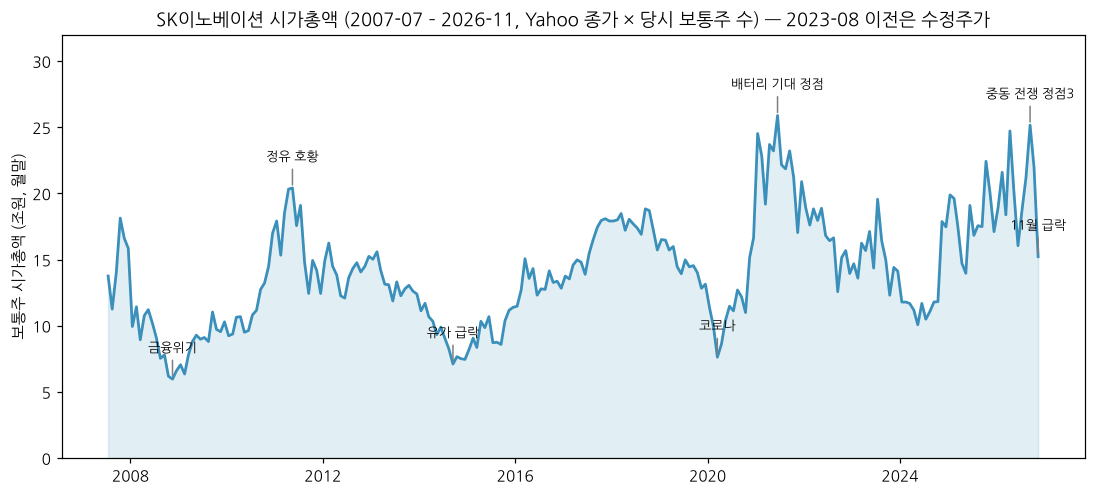 SK이노베이션 시가총액 (2007-07 - 2026-11, Yahoo 종가 × 당시 보통주 수) — 2023-08 이전은 수정주가
보통주 시가총액 (조원, 월말)
30
25
20
15
10
5
0
2008
2012
2016
2020
2024
금융위기
정유 호황
유가 급락
코로나
배터리 기대 정점
중동 전쟁 정점3
11월 급락